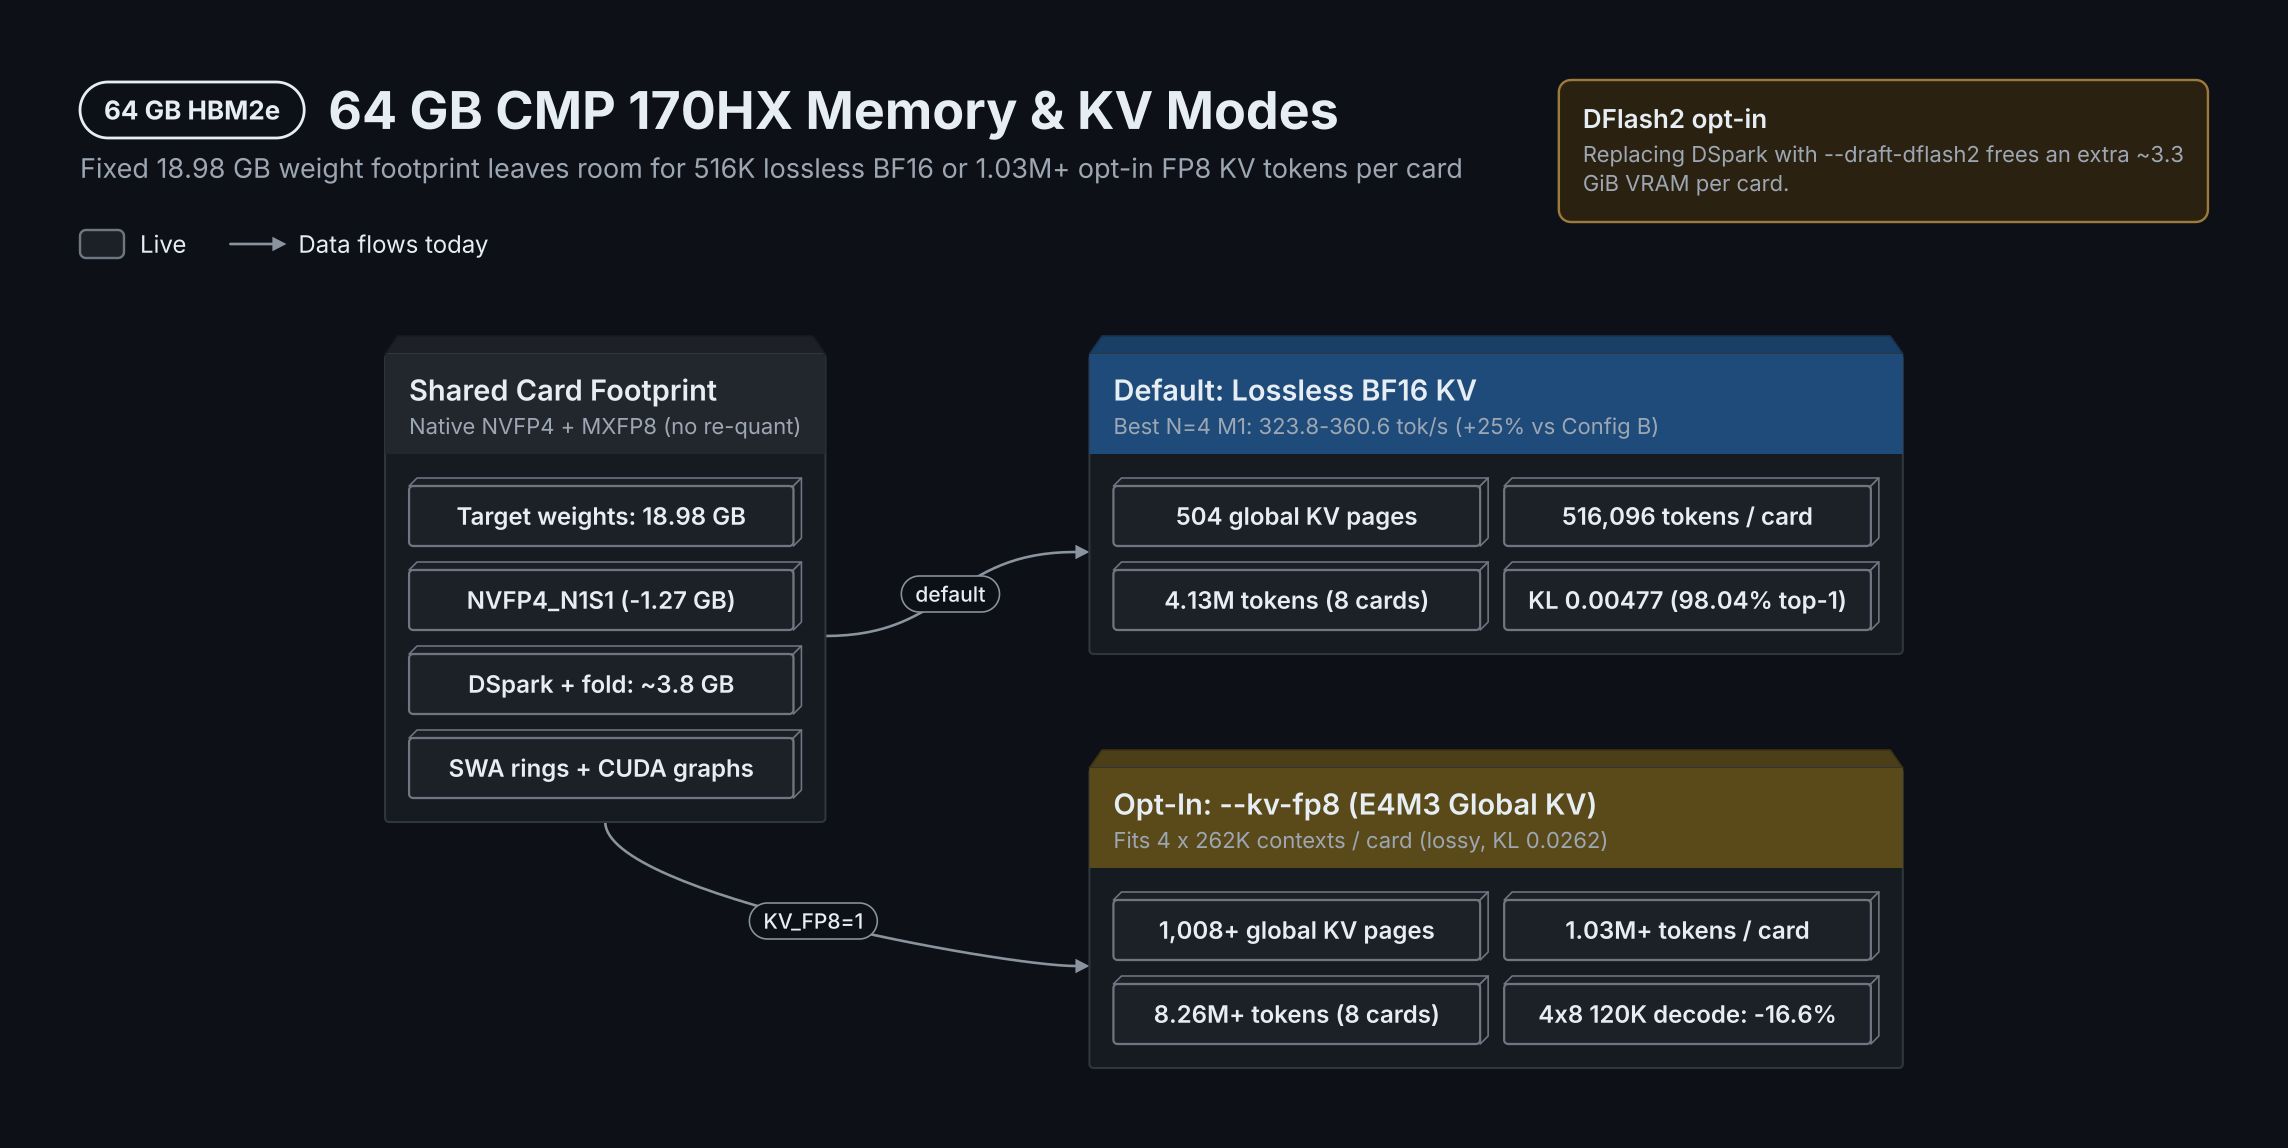 64 GB HBM2e
64 GB CMP 170HX Memory & KV Modes
Fixed 18.98 GB weight footprint leaves room for 516K lossless BF16 or 1.03M+ opt-in FP8 KV tokens per card
DFlash2 opt-in
Replacing DSpark with --draft-dflash2 frees an extra ~3.3
GiB VRAM per card.
Live
Data flows today
Shared Card Footprint
Native NVFP4 + MXFP8 (no re-quant)
Target weights: 18.98 GB
NVFP4_N1S1 (-1.27 GB)
DSpark + fold: ~3.8 GB
SWA rings + CUDA graphs
default
KV_FP8=1
Default: Lossless BF16 KV
Best N=4 M1: 323.8-360.6 tok/s (+25% vs Config B)
504 global KV pages
516,096 tokens / card
4.13M tokens (8 cards)
KL 0.00477 (98.04% top-1)
Opt-In: --kv-fp8 (E4M3 Global KV)
Fits 4 x 262K contexts / card (lossy, KL 0.0262)
1,008+ global KV pages
1.03M+ tokens / card
8.26M+ tokens (8 cards)
4x8 120K decode: -16.6%